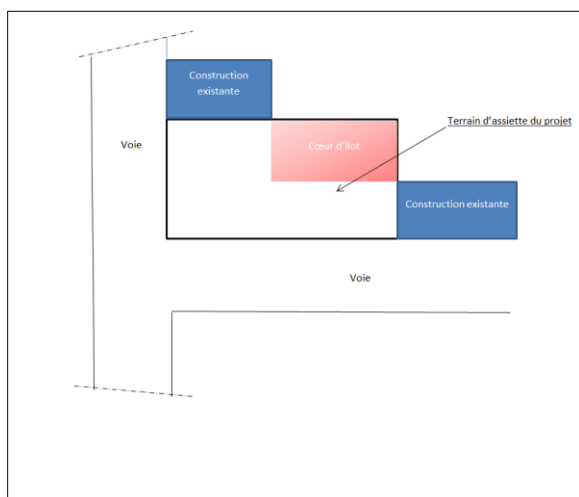 Construction
existante
Terrain d'assiette du projet
Voie
Cœur d'ilot
Construction existante
Voie